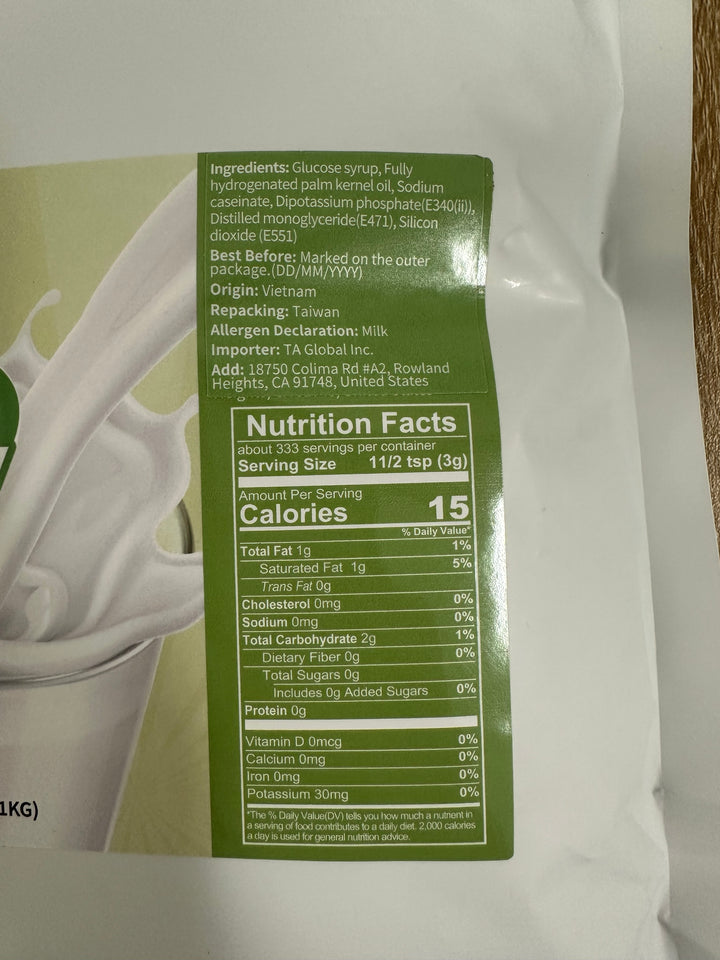 Ingredients: Glucose syrup, Fully
hydrogenated palm kernel oil, Sodium
caseinate, Dipotassium phosphate(E340(ii)),
Distilled monoglyceride(E471), Silicon
dioxide (E551)
Best Before: Marked on the outer
package.(DD/MM/YYYY)
Origin: Vietnam
Repacking: Taiwan
Allergen Declaration: Milk
Importer: TA Global Inc.
Add: 18750 Colima Rd #A2, Rowland
Heights, CA 91748, United States
Nutrition Facts
about 333 servings per container
Serving Size 11/2 tsp (3g)
Amount Per Serving
Calories 15
% Daily Value*
Total Fat 1g 1%
Saturated Fat 1g 5%
Trans Fat 0g
Cholesterol 0mg 0%
Sodium 0mg 0%
Total Carbohydrate 2g 1%
Dietary Fiber 0g 0%
Total Sugars 0g
Includes 0g Added Sugars 0%
Protein 0g
Vitamin D 0mcg 0%
Calcium 0mg 0%
Iron 0mg 0%
Potassium 30mg 0%
*The % Daily Value(DV) tells you how much a nutrient in
a serving of food contributes to a daily diet. 2,000 calories
a day is used for general nutrition advice.
1KG)